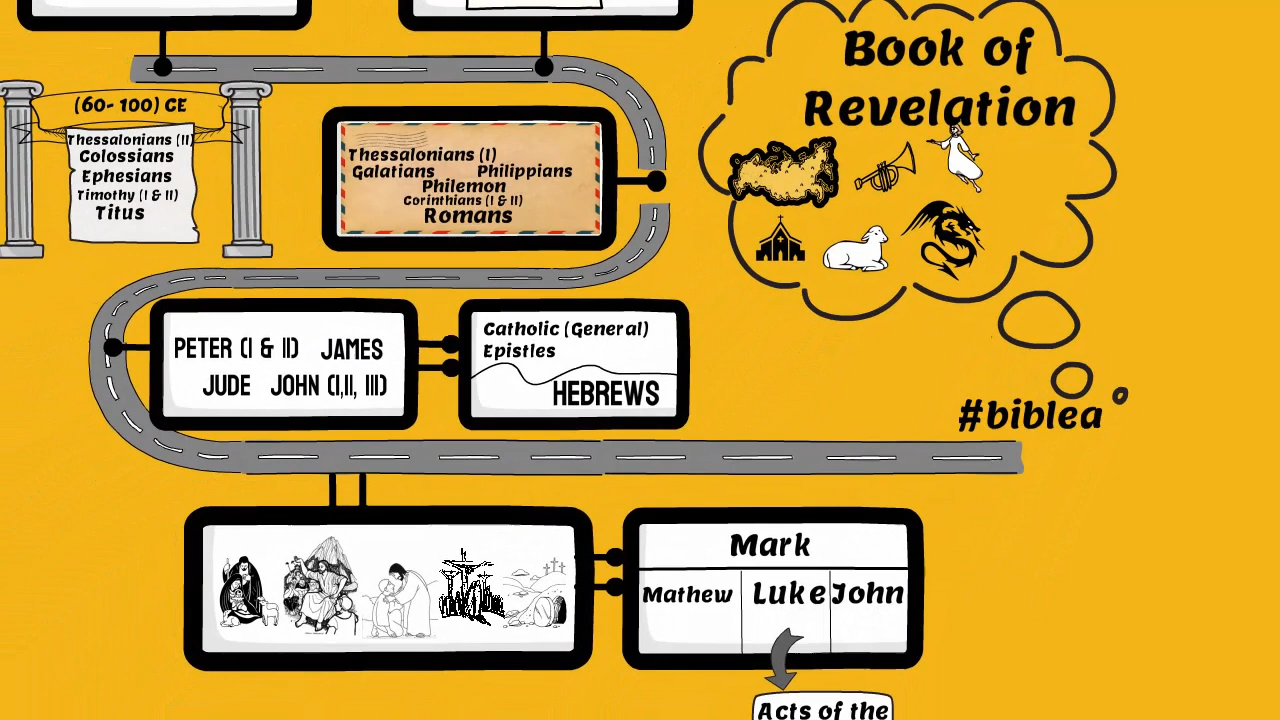 Book of
Revelation
(60- 100) CE
Thessalonians (II)
Colossians
Ephesians
Timothy (I & II)
Titus
Thessalonians (I)
Galatians Philippians
Philemon
Corinthians (I & II)
Romans
PETER (I & II) JAMES
JUDE JOHN (I,II, III)
Catholic (General)
Epistles
HEBREWS
#biblea
Mark
Mathew Luke John
Acts of the